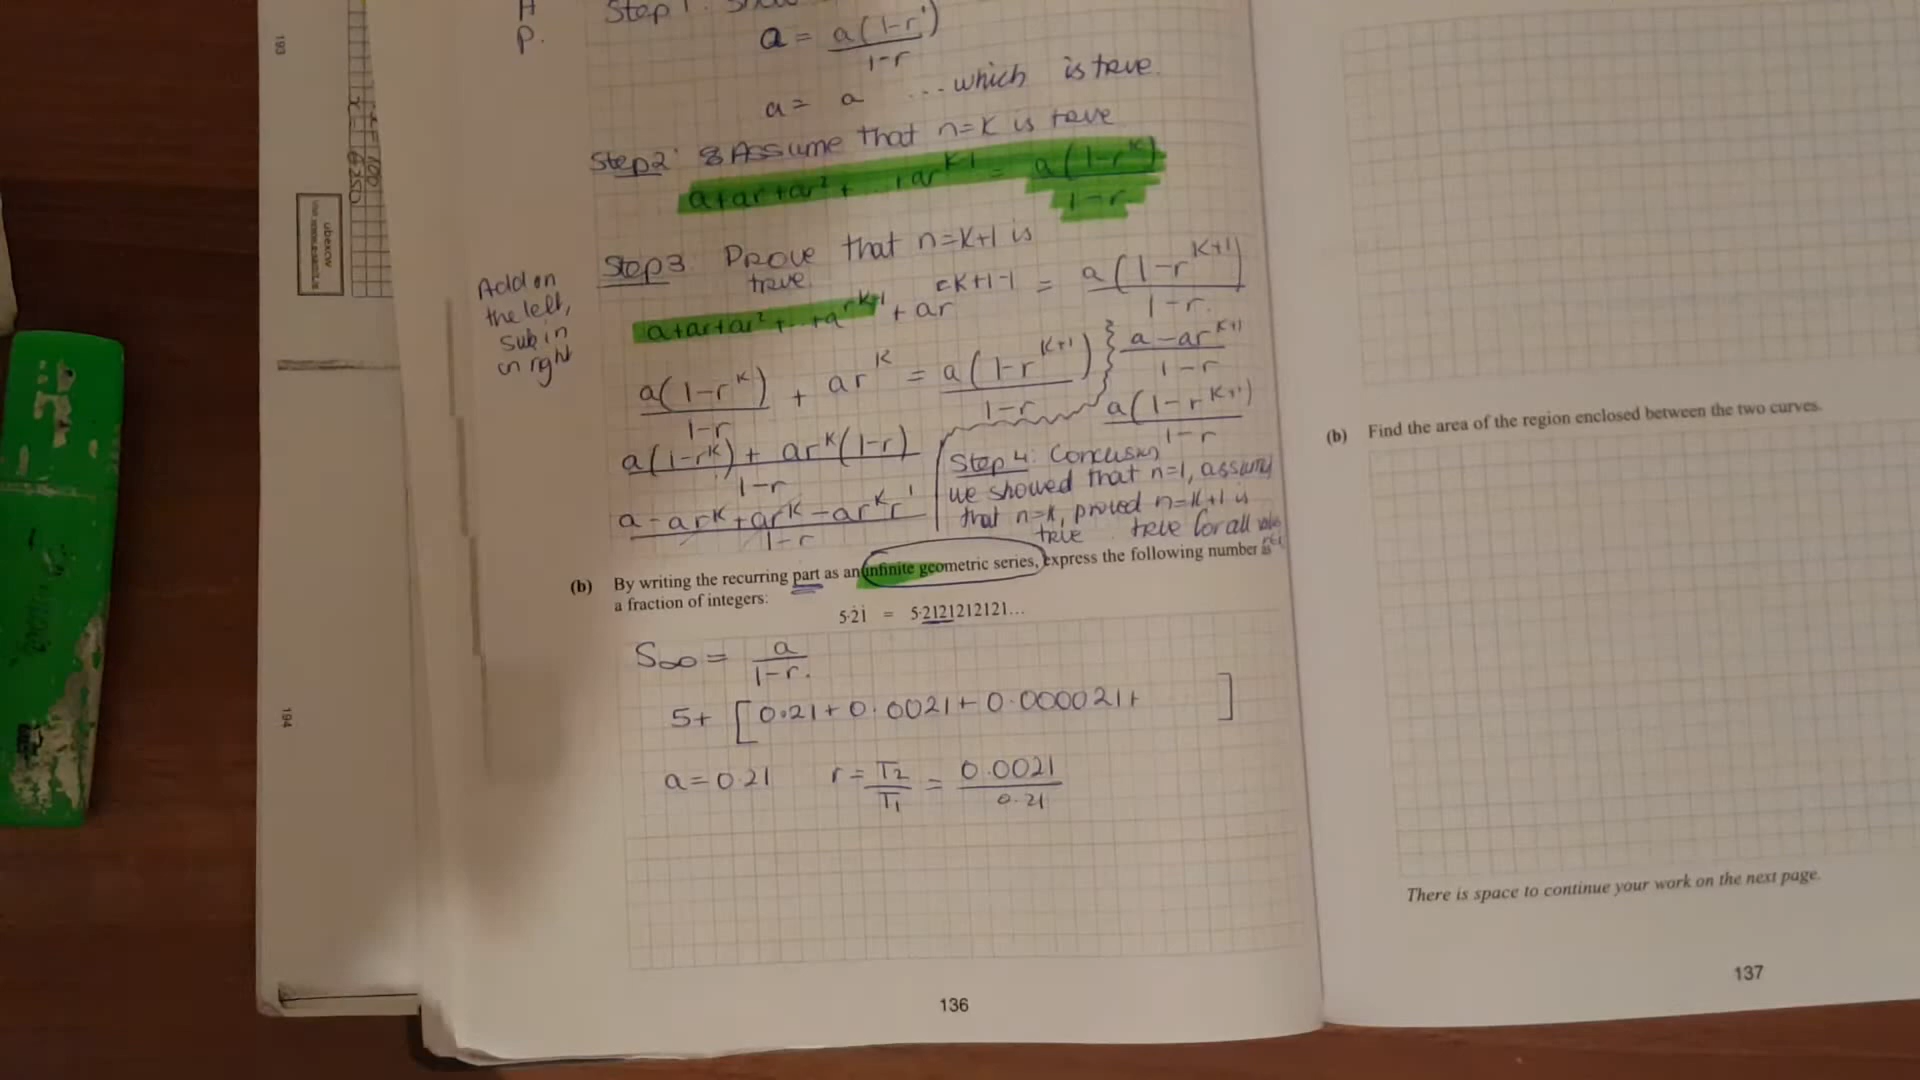 H Step 1: Show
P.
a = a(1-r¹)/1-r
a = a ...which is true.
Step 2: Assume that n=k is true
a+ar+ar²+...+ar^k-1 = a(1-r^k)/1-r
Step 3: Prove that n=k+1 is
true
Add on
the left,
sub in
on right
a+ar+ar²+...+ar^k-1 + ar^k+1-1 = a(1-r^k+1)/1-r.
a(1-r^k)/1-r + ar^k = a(1-r^k+1)/1-r
a-ar^k+1/1-r
a(1-r^k+1)/1-r
a(1-r^k) + ar^k(1-r)/1-r
a-ar^k+ar^k-ar^k r¹/1-r
Step 4: Conclusion
we showed that n=1, assume
that n=k, proved n=k+1 is
true true for all
(b) By writing the recurring part as an infinite geometric series, express the following number as
a fraction of integers:
5·2̇1̇ = 5·2121212121...
S∞ = a/1-r.
5+ [0.21+0.0021+0.000021+ ]
a=0.21 r = T2/T1 = 0.0021/0.21
136
(b) Find the area of the region enclosed between the two curves.
There is space to continue your work on the next page.
137
193
194